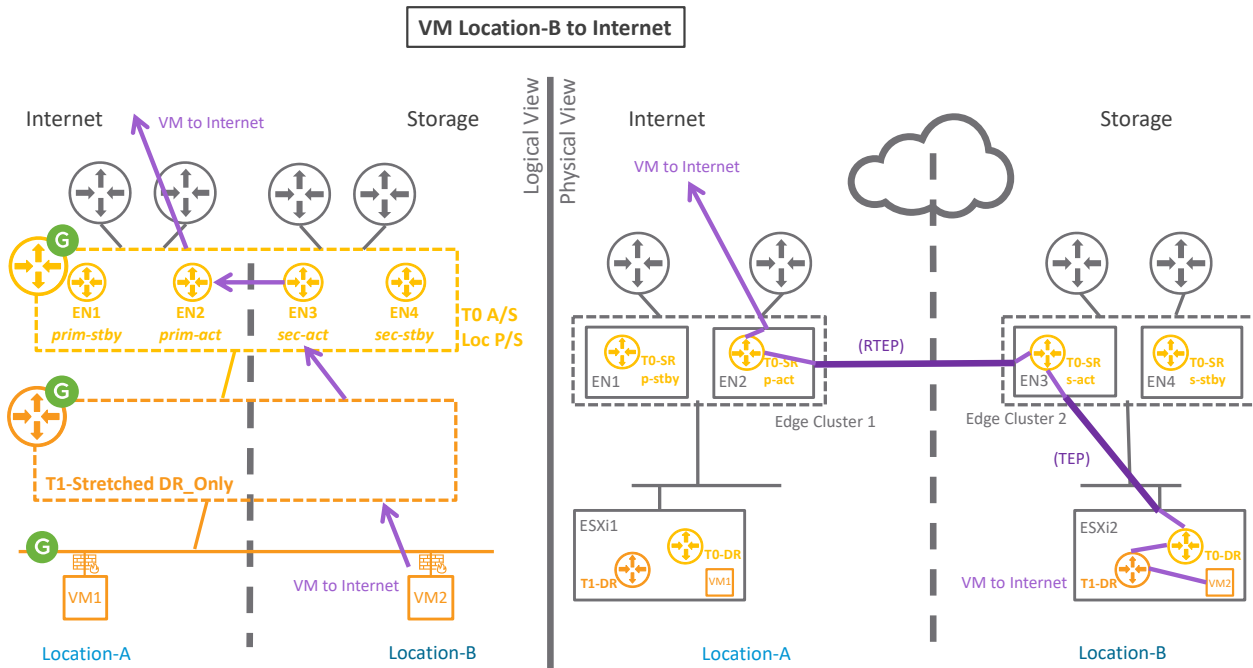 VM Location-B to Internet
Logical View
Physical View
Internet
Storage
VM to Internet
G
EN1
prim-stby
EN2
prim-act
EN3
sec-act
EN4
sec-stby
T0 A/S
Loc P/S
G
T1-Stretched DR_Only
G
VM to Internet
VM1
VM2
Location-A
Location-B
Internet
Storage
VM to Internet
EN1
T0-SR
p-stby
EN2
T0-SR
p-act
(RTEP)
EN3
T0-SR
s-act
EN4
T0-SR
s-stby
Edge Cluster 1
Edge Cluster 2
(TEP)
ESXi1
T0-DR
T1-DR
VM1
ESXi2
T0-DR
VM to Internet
T1-DR
VM2
Location-A
Location-B